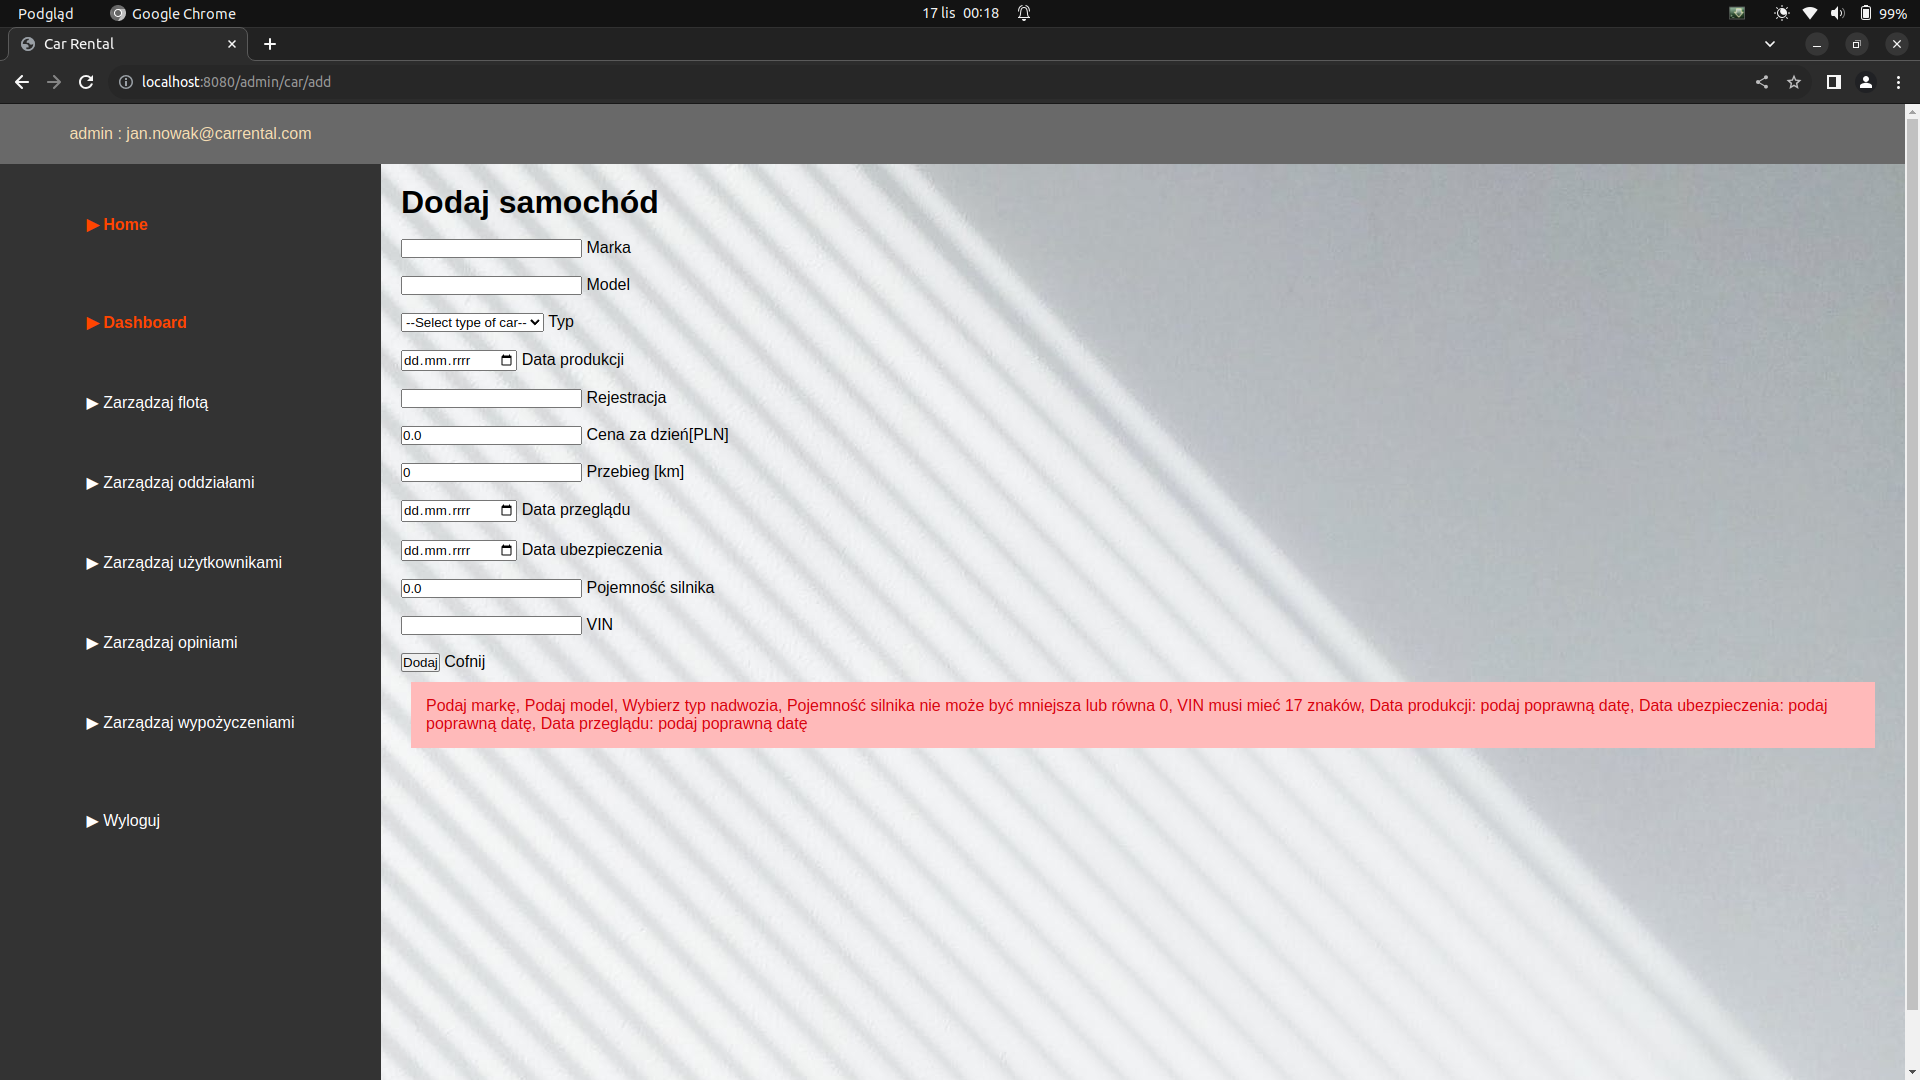 Podgląd Google Chrome 17 lis 00:18 99%
Car Rental
localhost:8080/admin/car/add
admin : jan.nowak@carrental.com
▶ Home
▶ Dashboard
▶ Zarządzaj flotą
▶ Zarządzaj oddziałami
▶ Zarządzaj użytkownikami
▶ Zarządzaj opiniami
▶ Zarządzaj wypożyczeniami
▶ Wyloguj
Dodaj samochód
Marka
Model
--Select type of car-- Typ
dd.mm.rrrr Data produkcji
Rejestracja
0.0 Cena za dzień[PLN]
0 Przebieg [km]
dd.mm.rrrr Data przeglądu
dd.mm.rrrr Data ubezpieczenia
0.0 Pojemność silnika
VIN
Dodaj Cofnij
Podaj markę, Podaj model, Wybierz typ nadwozia, Pojemność silnika nie może być mniejsza lub równa 0, VIN musi mieć 17 znaków, Data produkcji: podaj poprawną datę, Data ubezpieczenia: podaj
poprawną datę, Data przeglądu: podaj poprawną datę